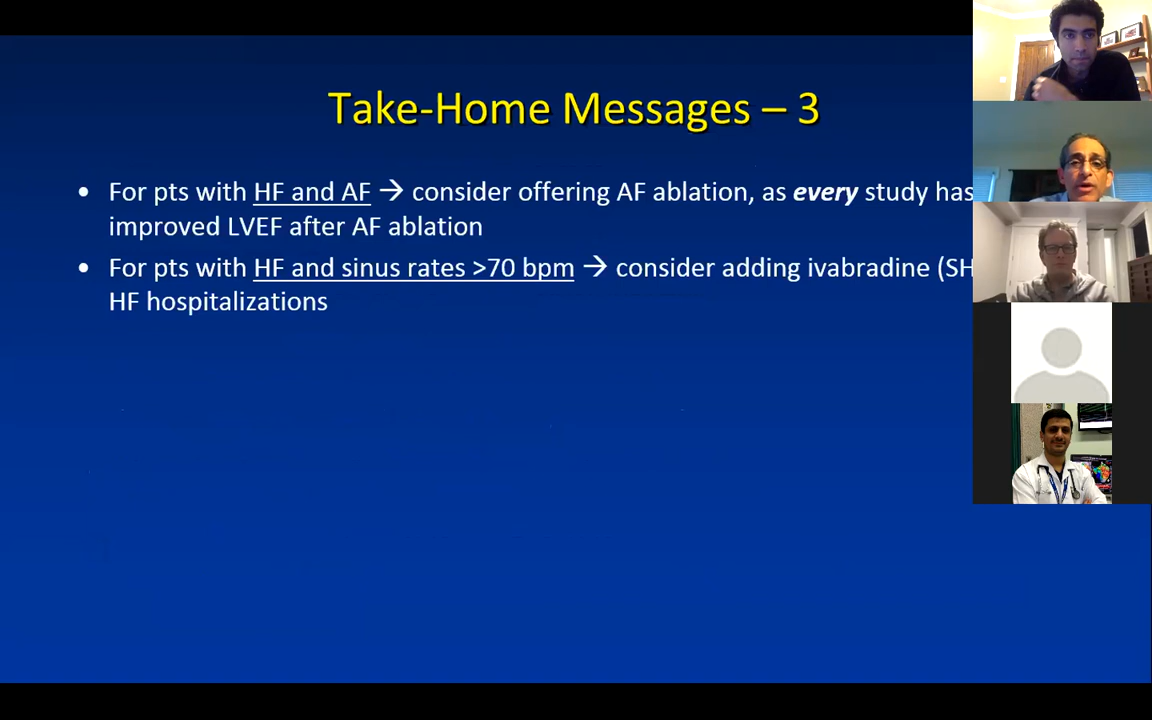 Take-Home Messages – 3
• For pts with HF and AF → consider offering AF ablation, as every study has
improved LVEF after AF ablation
• For pts with HF and sinus rates >70 bpm → consider adding ivabradine (SH
HF hospitalizations